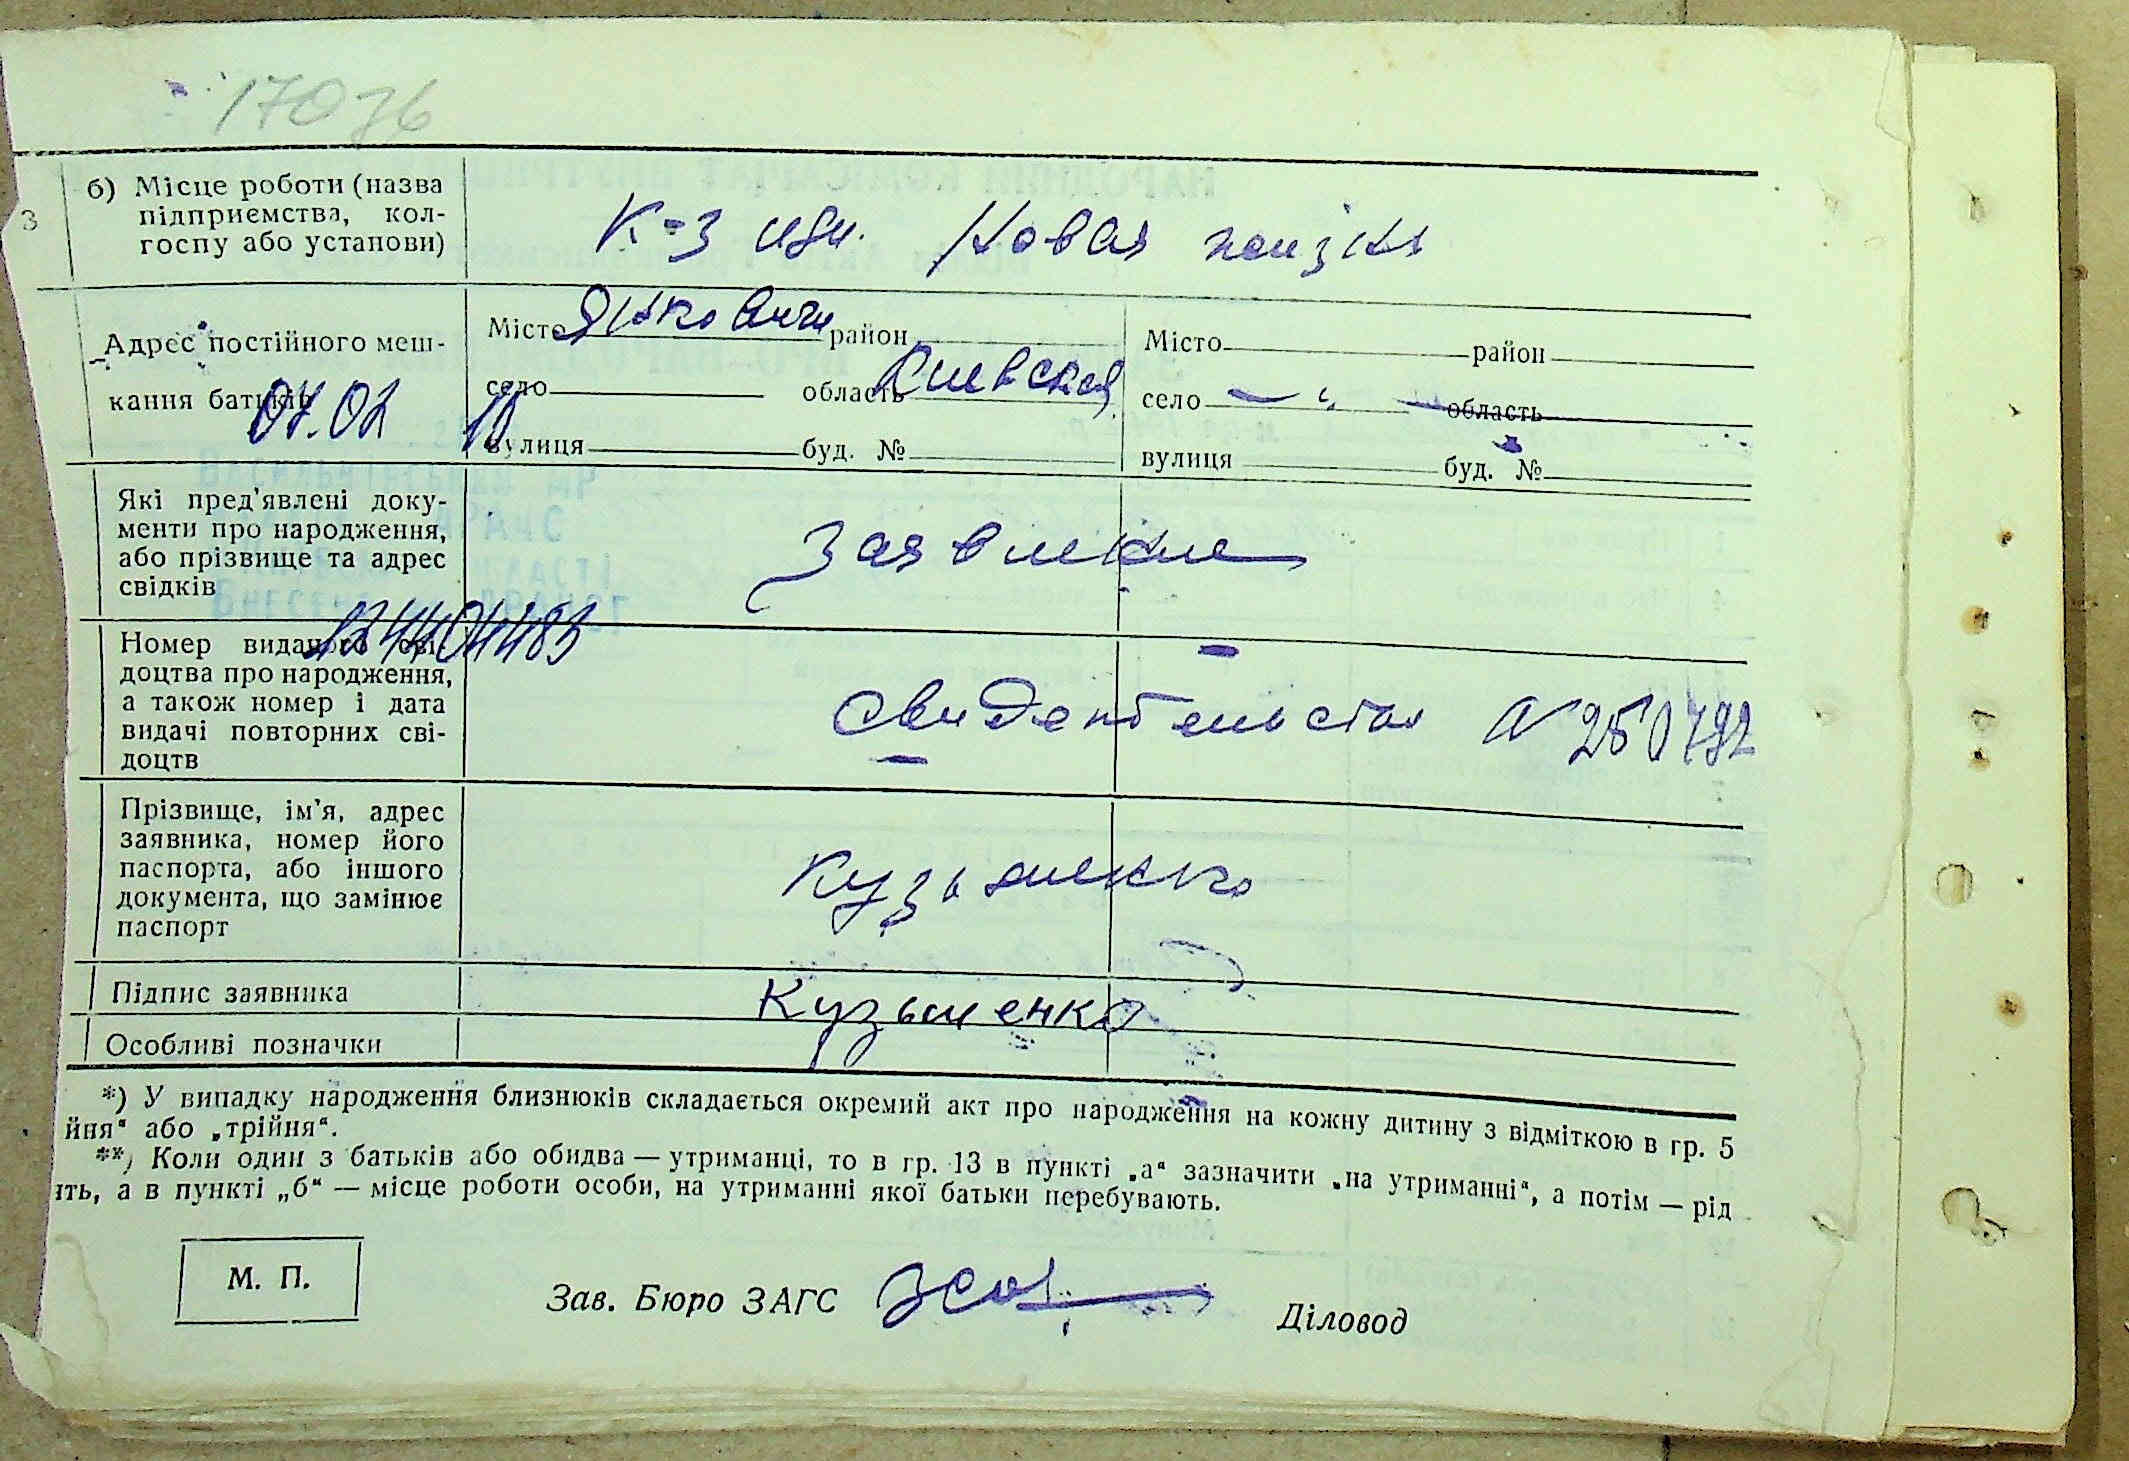 17076
3
б) Місце роботи (назва
підприємства, кол-
госпу або установи)
К-з им. Новая жизнь
Адрес постійного меш-
кання батьків
07.02 10
Місто Янковичи район
село область Киевская
вулиця буд. №
Місто район
село — " — область
вулиця буд. №
Які пред'явлені доку-
менти про народження,
або прізвище та адрес
свідків
Заявление
Номер виданого сві-
доцтва про народження,
а також номер і дата
видачі повторних сві-
доцтв
Свидетельства № 250792
Прізвище, ім'я, адрес
заявника, номер його
паспорта, або іншого
документа, що замінює
паспорт
Кузьменко
Підпис заявника
Кузьменко
Особливі позначки
*) У випадку народження близнюків складається окремий акт про народження на кожну дитину з відміткою в гр. 5
йня" або „трійня".
**) Коли один з батьків або обидва — утриманці, то в гр. 13 в пункті „а" зазначити „на утриманні", а потім — рід
ить, а в пункті „б" — місце роботи особи, на утриманні якої батьки перебувають.
М. П.
Зав. Бюро ЗАГС
Діловод